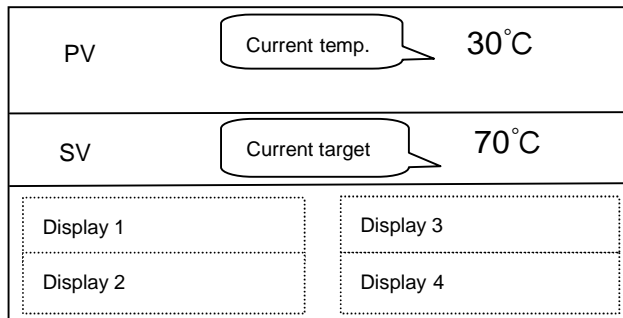 PV Current temp. 30°C
SV Current target 70°C
Display 1 Display 3
Display 2 Display 4